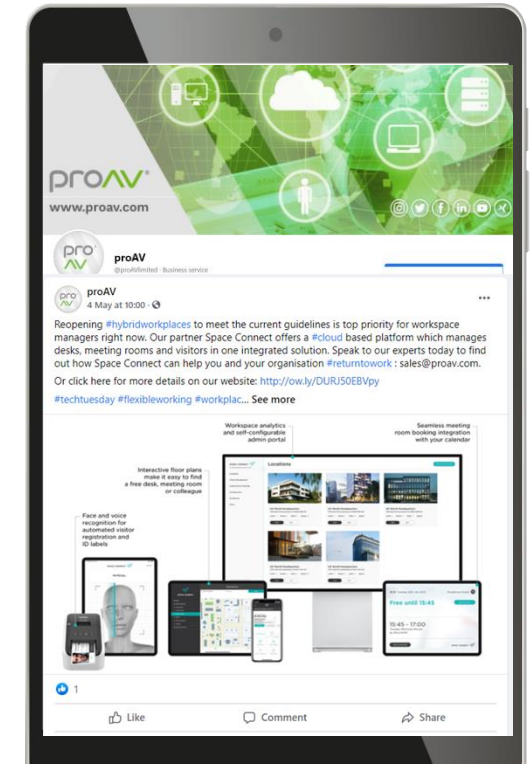 proAV
www.proav.com
pro AV
proAV
@proAVlimited · Business service
pro AV
proAV
4 May at 10:00 ·
Reopening #hybridworkplaces to meet the current guidelines is top priority for workspace
managers right now. Our partner Space Connect offers a #cloud based platform which manages
desks, meeting rooms and visitors in one integrated solution. Speak to our experts today to find
out how Space Connect can help you and your organisation #returntowork : sales@proav.com.
Or click here for more details on our website: http://ow.ly/DURJ50EBVpy
#techtuesday #flexibleworking #workplac... See more
Workspace analytics
and self-configurable
admin portal
Seamless meeting
room booking integration
with your calendar
Interactive floor plans
make it easy to find
a free desk, meeting room
or colleague
Face and voice
recognition for
automated visitor
registration and
ID labels
Locations
Free until 15:45
15:45 - 17:00
1
Like
Comment
Share